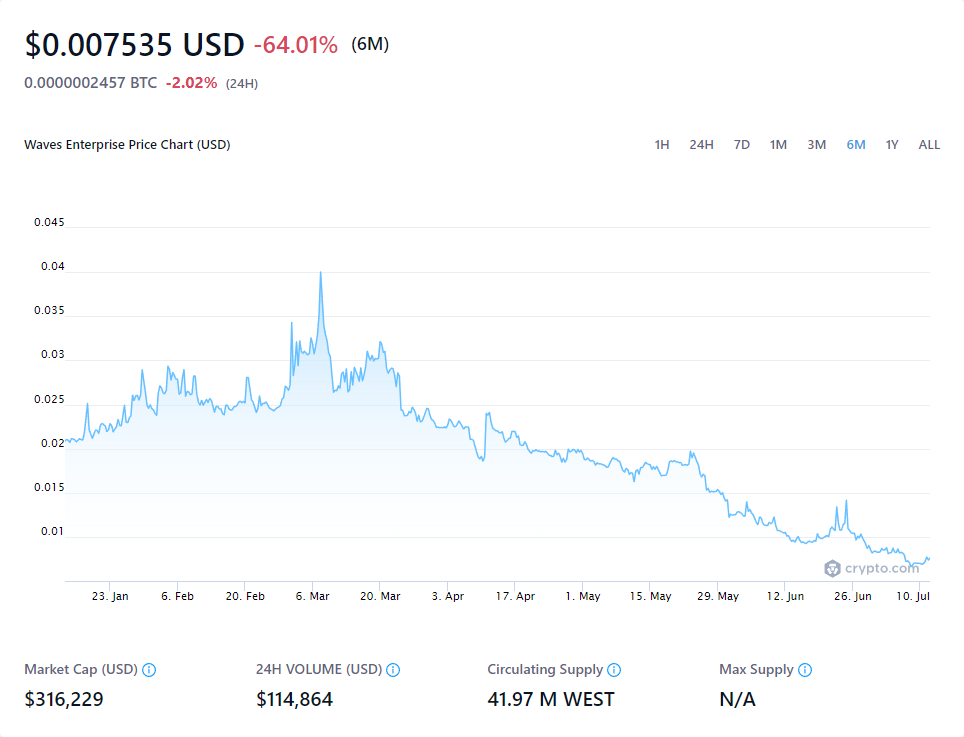 $0.007535 USD -64.01% (6M)
0.0000002457 BTC -2.02% (24H)
Waves Enterprise Price Chart (USD) 1H 24H 7D 1M 3M 6M 1Y ALL
0.045
0.04
0.035
0.03
0.025
0.02
0.015
0.01
crypto.com
23. Jan 6. Feb 20. Feb 6. Mar 20. Mar 3. Apr 17. Apr 1. May 15. May 29. May 12. Jun 26. Jun 10. Jul
Market Cap (USD) 24H VOLUME (USD) Circulating Supply Max Supply
$316,229 $114,864 41.97 M WEST N/A